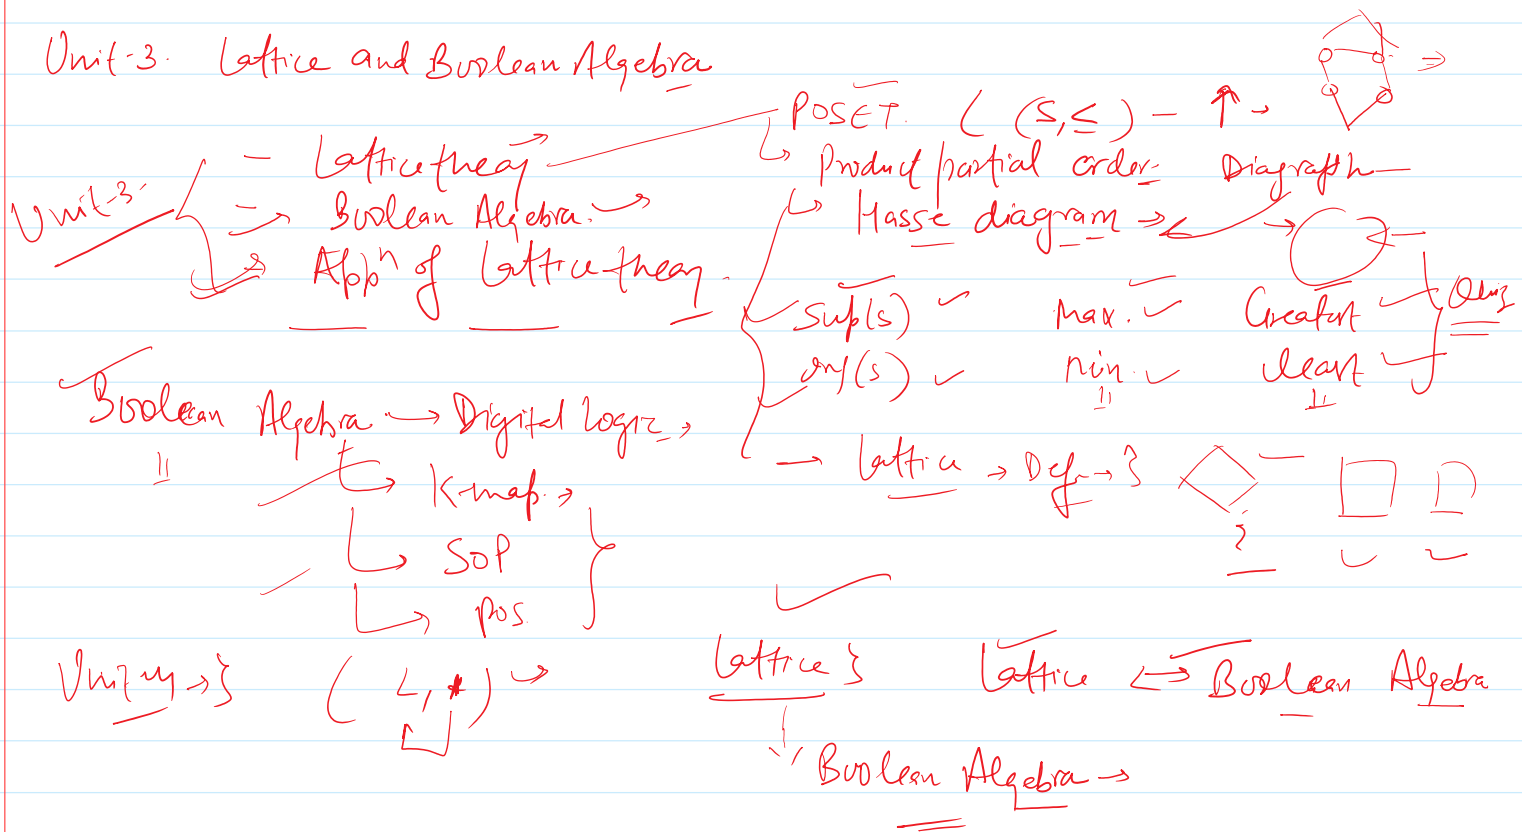 Unit-3. Lattice and Boolean Algebra
POSET. ( (S, ≤) - ↑ →
Unit-3-
- Lattice theory
Product partial order- Diagraph
- Boolean Algebra. →
Hasse diagram →
→ Appn of Lattice theory
Sup(s) Max. Greatest Quiz
inf(s) Min. least
Boolean Algebra → Digital Logic
→ Lattice → Def → }
K-map. →
SOP
POS
Unit → }
( L, * ) →
Lattice }
Lattice ↔ Boolean Algebra
Boolean Algebra →